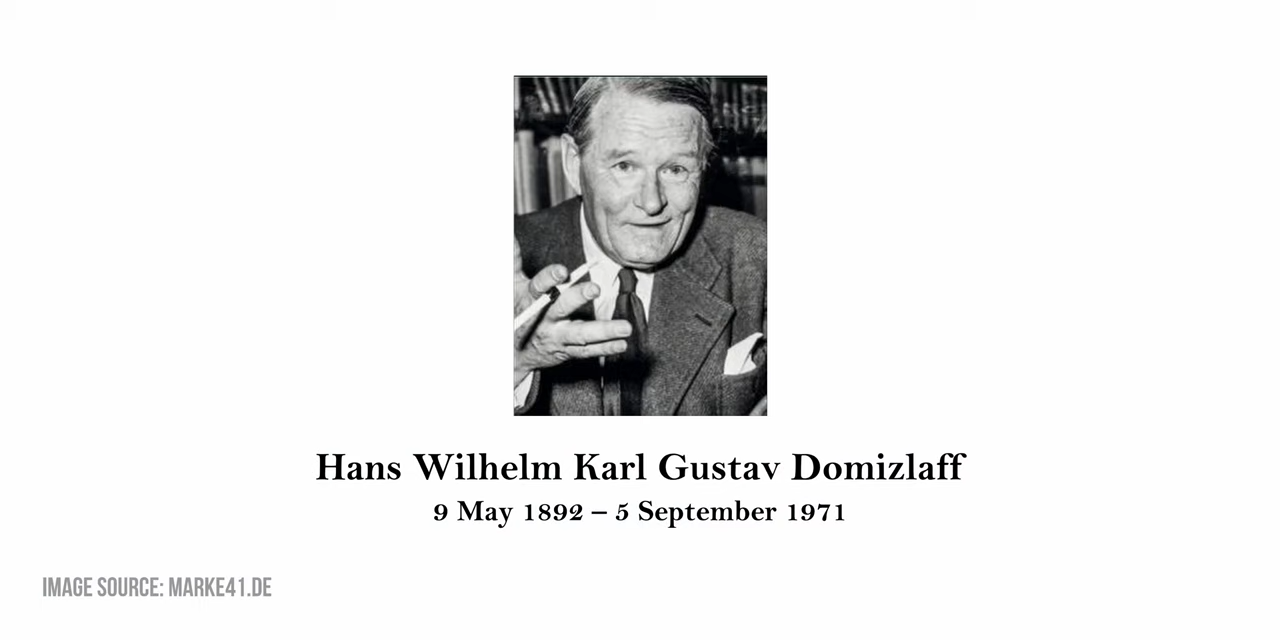 Hans Wilhelm Karl Gustav Domizlaff
9 May 1892 – 5 September 1971
IMAGE SOURCE: MARKE41.DE